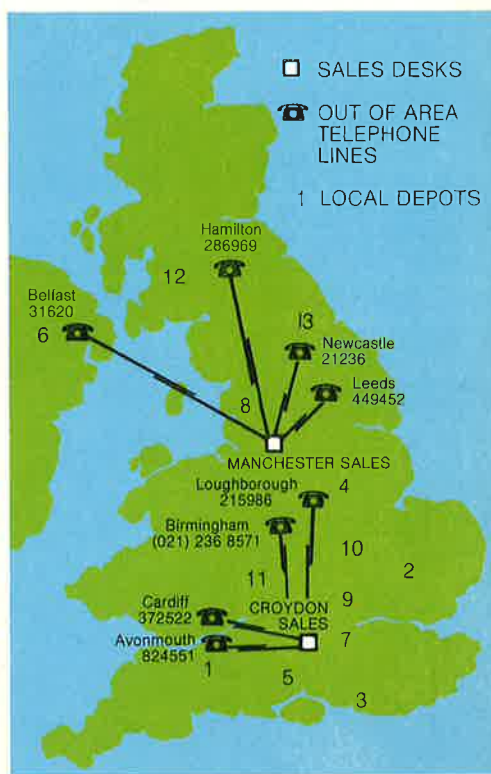 SALES DESKS
OUT OF AREA
TELEPHONE
LINES
1 LOCAL DEPOTS
Hamilton
286969
12
Belfast
31620
6
13
Newcastle
21236
Leeds
449452
8
MANCHESTER SALES
Loughborough
215986
4
Birmingham
(021) 236 8571
10
11
2
CROYDON
SALES
9
Cardiff
372522
7
Avonmouth
824551
1
5
3